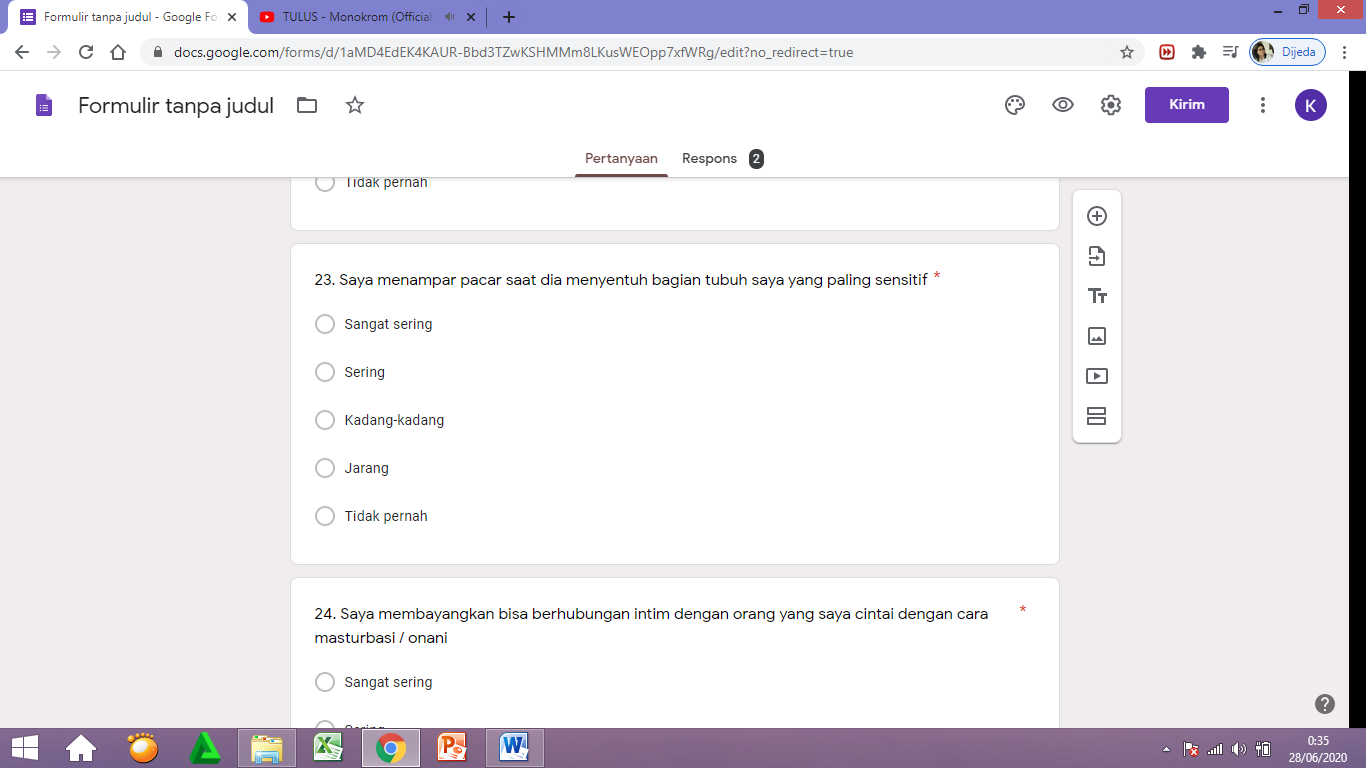 Formulir tanpa judul - Google Fo
TULUS - Monokrom (Official
docs.google.com/forms/d/1aMD4EdEK4KAUR-Bbd3TZwKSHMMm8LKusWEOpp7xfWRg/edit?no_redirect=true
Dijeda
Formulir tanpa judul
Kirim
K
Pertanyaan
Respons 2
Tidak pernah
23. Saya menampar pacar saat dia menyentuh bagian tubuh saya yang paling sensitif *
Sangat sering
Sering
Kadang-kadang
Jarang
Tidak pernah
24. Saya membayangkan bisa berhubungan intim dengan orang yang saya cintai dengan cara *
masturbasi / onani
Sangat sering
Sering
0:35
28/06/2020